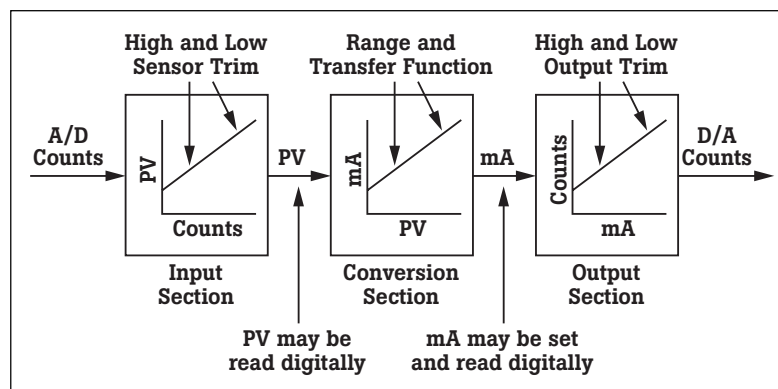 High and Low
Sensor Trim
Range and
Transfer Function
High and Low
Output Trim
A/D
Counts
PV
Counts
PV
mA
PV
mA
Counts
mA
D/A
Counts
Input
Section
Conversion
Section
Output
Section
PV may be
read digitally
mA may be set
and read digitally